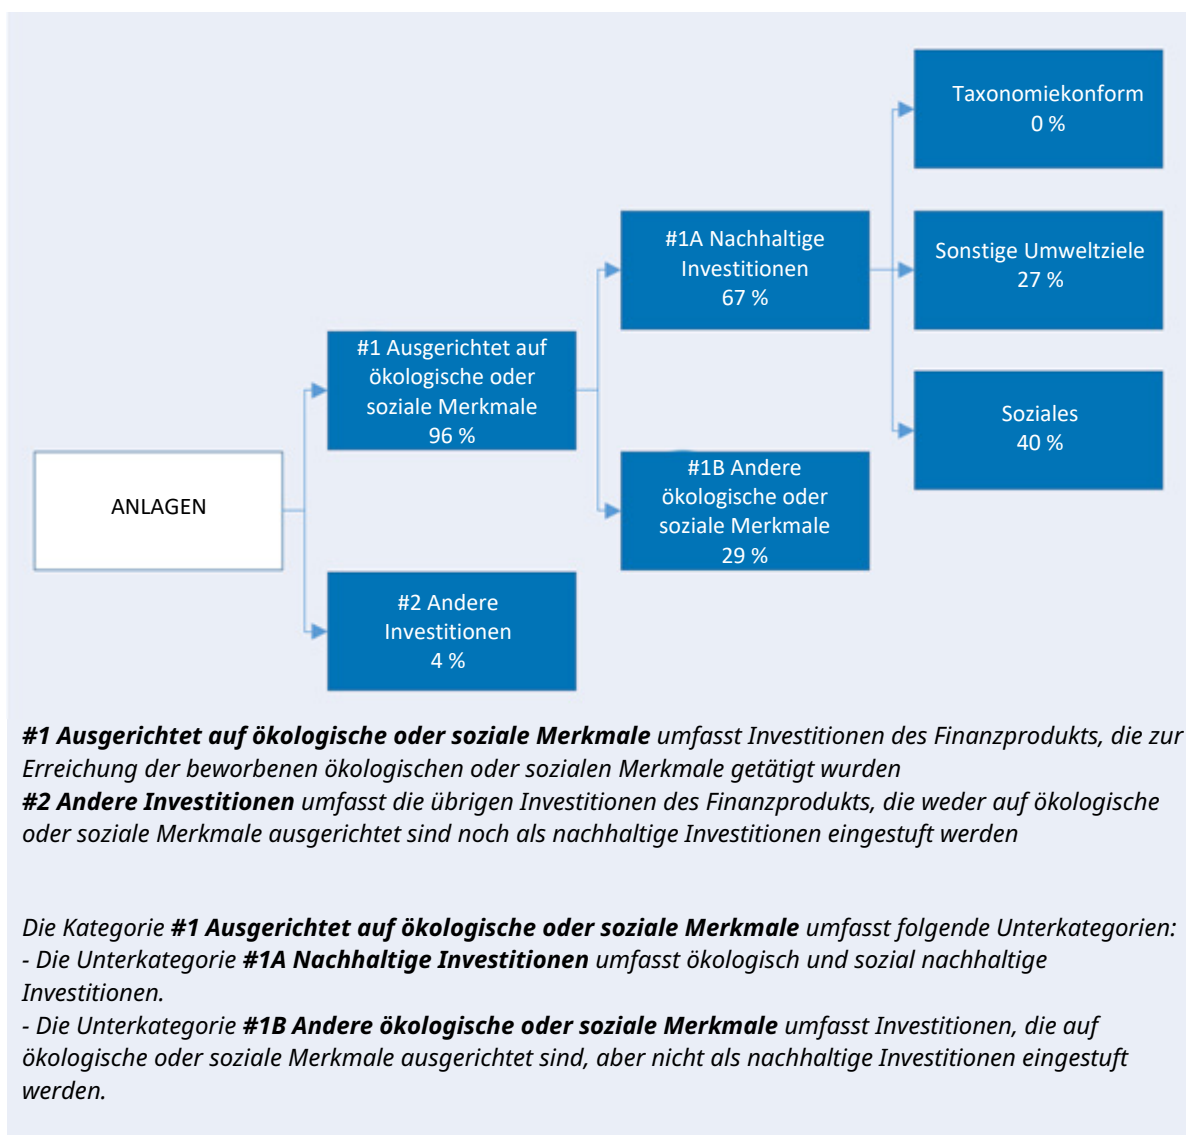 Taxonomiekonform
0 %
#1A Nachhaltige
Investitionen
67 %
Sonstige Umweltziele
27 %
#1 Ausgerichtet auf
ökologische oder
soziale Merkmale
96 %
Soziales
40 %
#1B Andere
ökologische oder
soziale Merkmale
29 %
ANLAGEN
#2 Andere
Investitionen
4 %
#1 Ausgerichtet auf ökologische oder soziale Merkmale umfasst Investitionen des Finanzprodukts, die zur
Erreichung der beworbenen ökologischen oder sozialen Merkmale getätigt wurden
#2 Andere Investitionen umfasst die übrigen Investitionen des Finanzprodukts, die weder auf ökologische
oder soziale Merkmale ausgerichtet sind noch als nachhaltige Investitionen eingestuft werden
Die Kategorie #1 Ausgerichtet auf ökologische oder soziale Merkmale umfasst folgende Unterkategorien:
- Die Unterkategorie #1A Nachhaltige Investitionen umfasst ökologisch und sozial nachhaltige
Investitionen.
- Die Unterkategorie #1B Andere ökologische oder soziale Merkmale umfasst Investitionen, die auf
ökologische oder soziale Merkmale ausgerichtet sind, aber nicht als nachhaltige Investitionen eingestuft
werden.